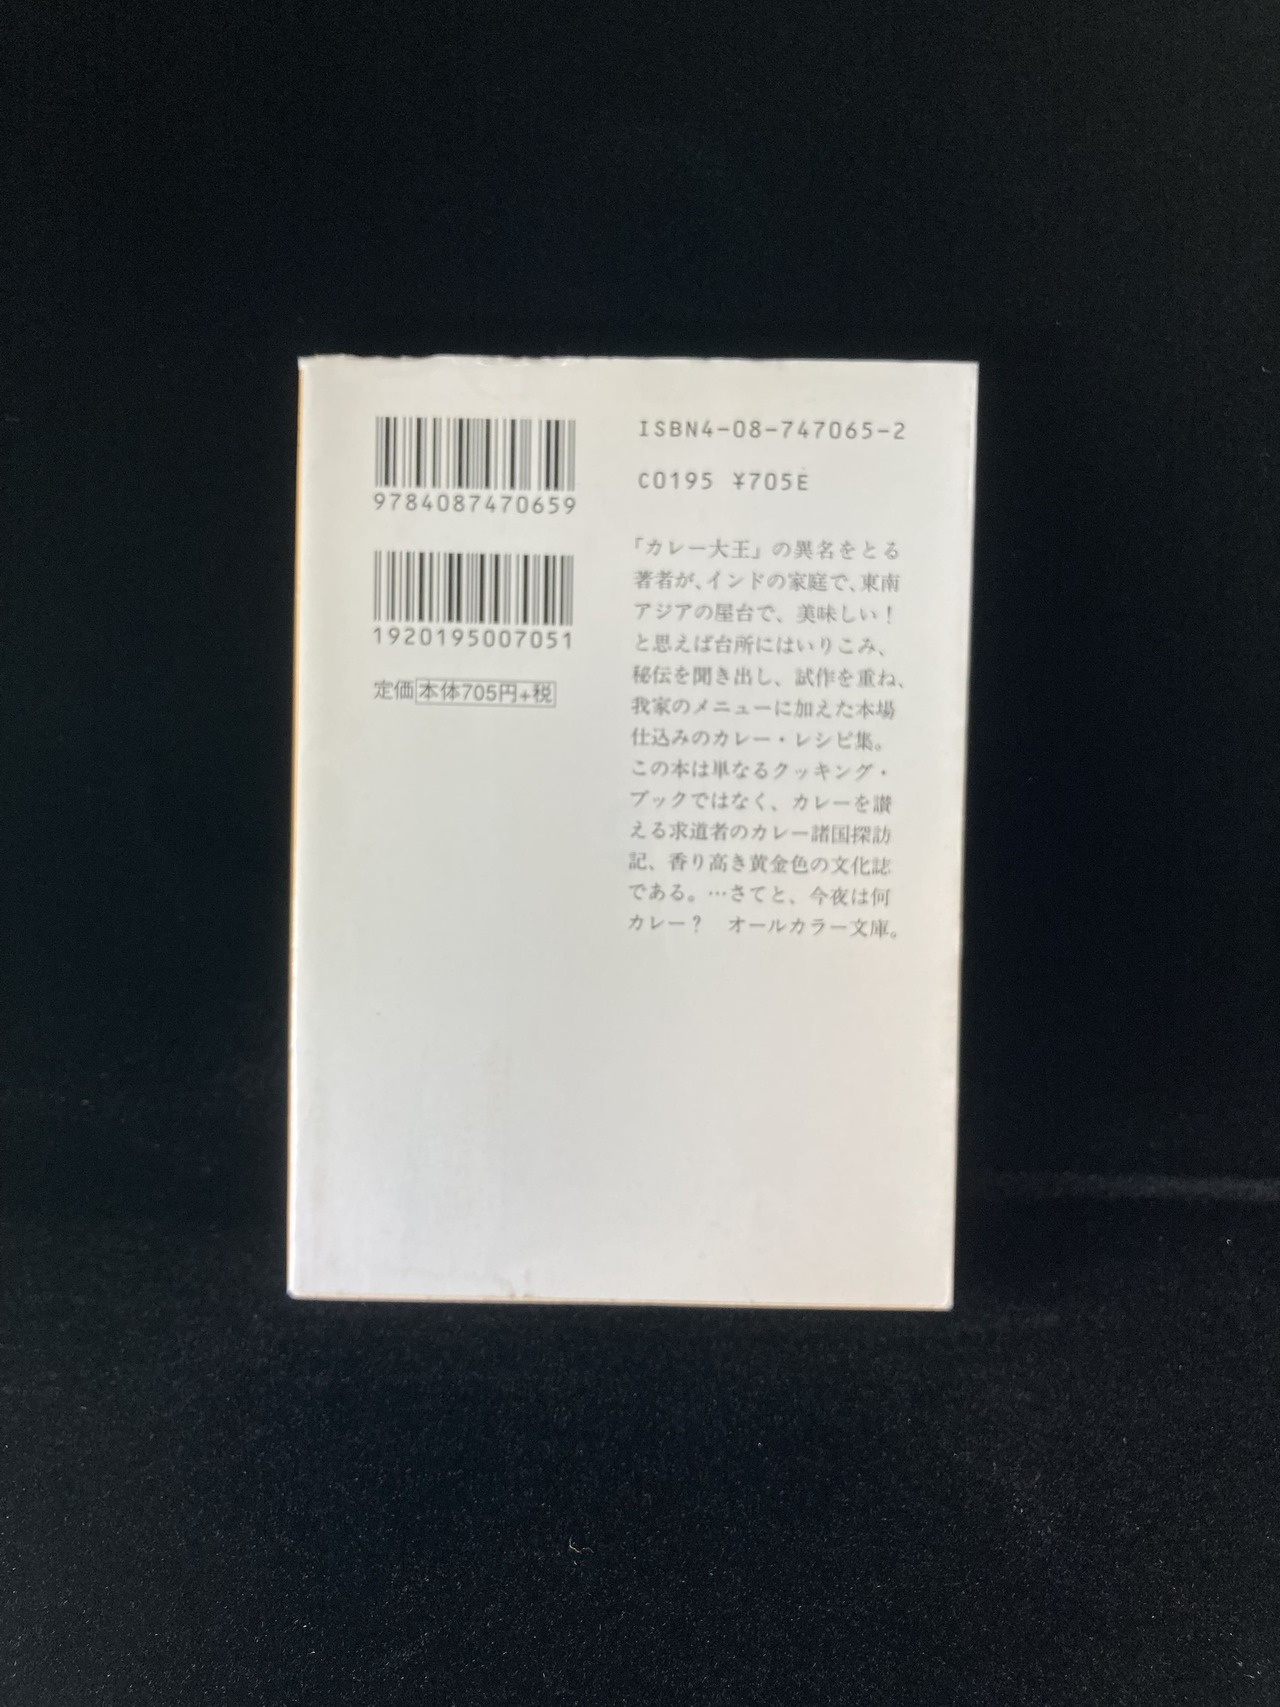 9784087470659
1920195007051
定価 本体705円+税
ISBN4-08-747065-2
C0195 ¥705E
「カレー大王」の異名をとる
著者が、インドの家庭で、東南
アジアの屋台で、美味しい!
と思えば台所にはいりこみ、
秘伝を聞き出し、試作を重ね、
我家のメニューに加えた本場
仕込みのカレー・レシピ集。
この本は単なるクッキング・
ブックではなく、カレーを讃
える求道者のカレー諸国探訪
記、香り高き黄金色の文化誌
である。…さてと、今夜は何
カレー? オールカラー文庫。